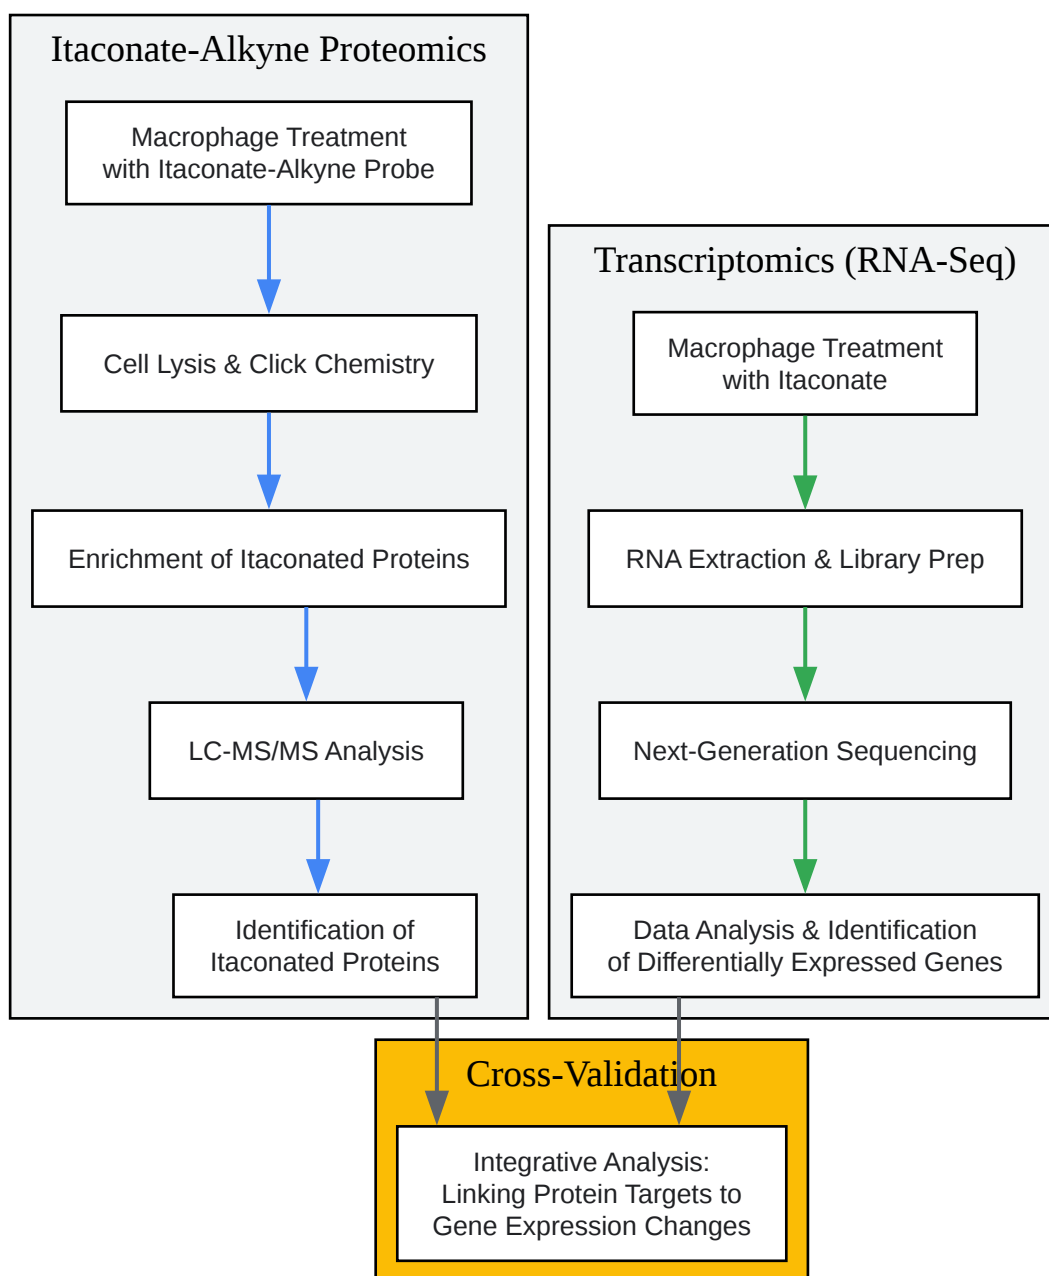 Itaconate-Alkyne Proteomics
Macrophage Treatment
with Itaconate-Alkyne Probe
Cell Lysis & Click Chemistry
Enrichment of Itaconated Proteins
LC-MS/MS Analysis
Identification of
Itaconated Proteins
Transcriptomics (RNA-Seq)
Macrophage Treatment
with Itaconate
RNA Extraction & Library Prep
Next-Generation Sequencing
Data Analysis & Identification
of Differentially Expressed Genes
Cross-Validation
Integrative Analysis:
Linking Protein Targets to
Gene Expression Changes